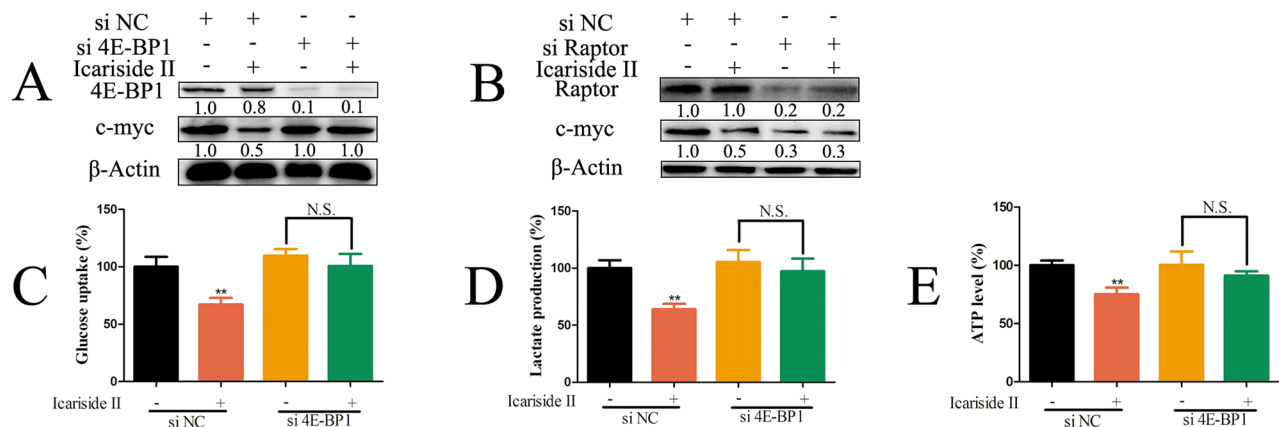 A
si NC + + - -
si 4E-BP1 - - + +
Icariside II - + - +
4E-BP1
1.0 0.8 0.1 0.1
c-myc
1.0 0.5 1.0 1.0
β-Actin
B
si NC + + - -
si Raptor - - + +
Icariside II - + - +
Raptor
1.0 1.0 0.2 0.2
c-myc
1.0 0.5 0.3 0.3
β-Actin
C
Glucose uptake (%)
150
100
50
0
**
N.S.
Icariside II - + - +
si NC si 4E-BP1
D
Lactate production (%)
150
100
50
0
**
N.S.
Icariside II - + - +
si NC si 4E-BP1
E
ATP level (%)
150
100
50
0
**
N.S.
Icariside II - + - +
si NC si 4E-BP1